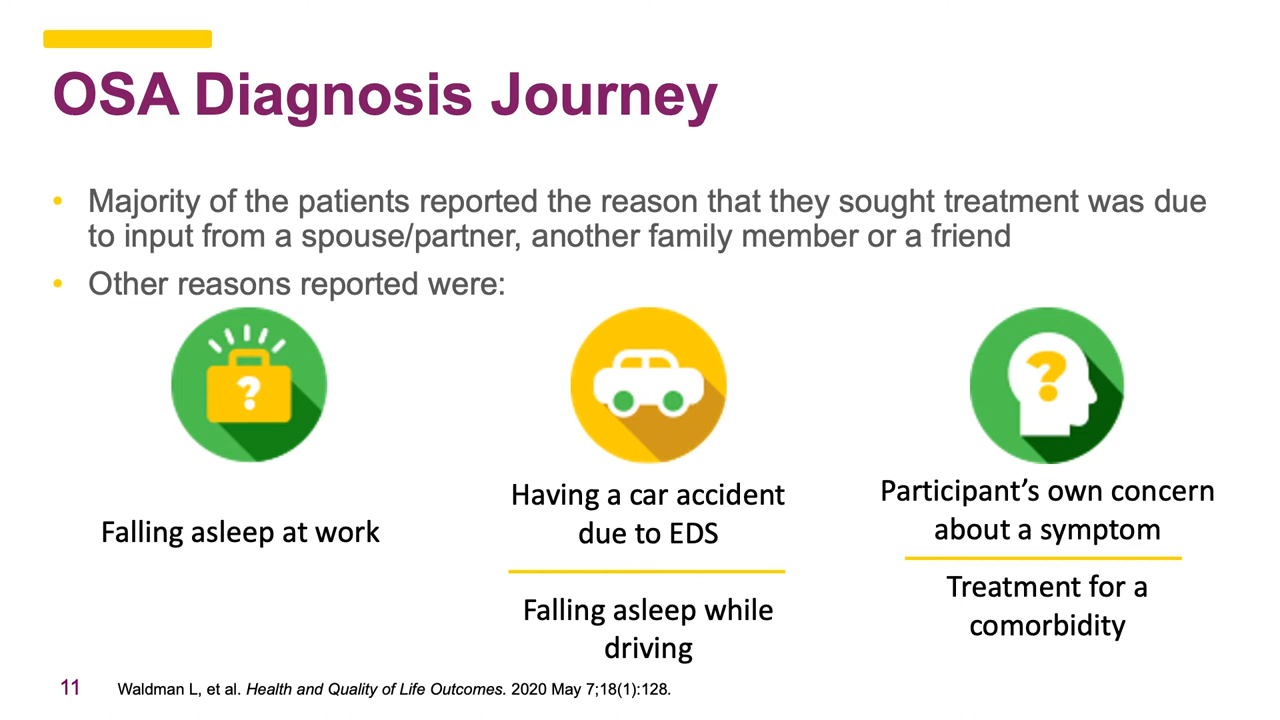 OSA Diagnosis Journey
• Majority of the patients reported the reason that they sought treatment was due
to input from a spouse/partner, another family member or a friend
• Other reasons reported were:
?
?
Falling asleep at work
Having a car accident
due to EDS
Falling asleep while
driving
Participant’s own concern
about a symptom
Treatment for a
comorbidity
11
Waldman L, et al. Health and Quality of Life Outcomes. 2020 May 7;18(1):128.